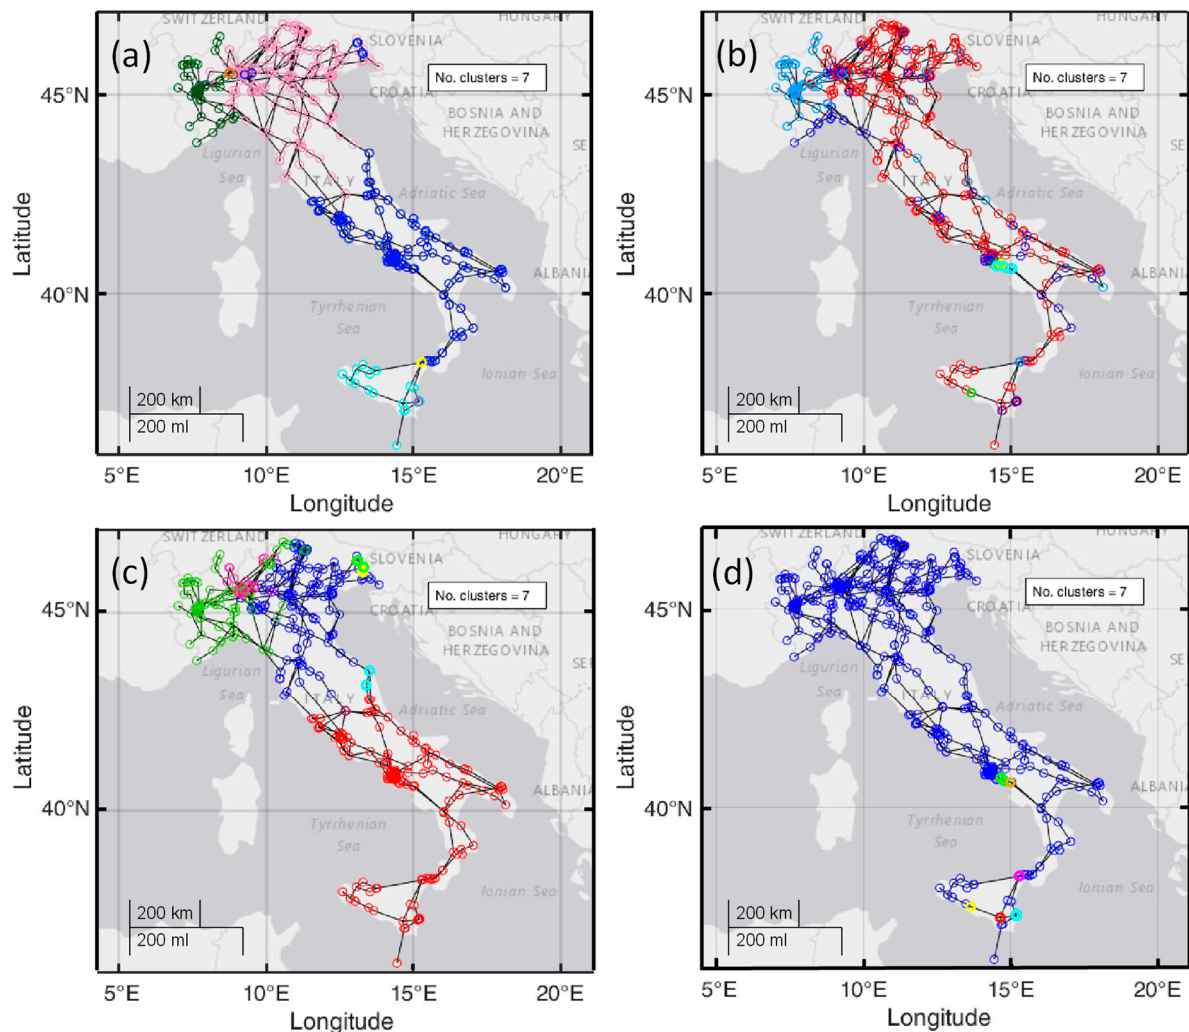 (a)
SWITZERLAND
HUNGARY
SLOVENIA
No. clusters = 7
CROATIA
BOSNIA AND
HERZEGOVINA
SE
Ligurian
Sea
ITALY
Adriatic Sea
Tyrrhenian
Sea
ALBANIA
Ionian Sea
200 km
200 ml
45°N
40°N
Latitude
5°E 10°E 15°E 20°E
Longitude
(b)
SWITZERLAND
HUNGARY
SLOVENIA
No. clusters = 7
CROATIA
BOSNIA AND
HERZEGOVINA
SE
Ligurian
Sea
ITALY
Adriatic Sea
Tyrrhenian
Sea
ALBANIA
Ionian Sea
200 km
200 ml
45°N
40°N
Latitude
5°E 10°E 15°E 20°E
Longitude
(c)
SWITZERLAND
HUNGARY
SLOVENIA
No. clusters = 7
CROATIA
BOSNIA AND
HERZEGOVINA
SE
Ligurian
Sea
ITALY
Adriatic Sea
Tyrrhenian
Sea
ALBANIA
Ionian Sea
200 km
200 ml
45°N
40°N
Latitude
5°E 10°E 15°E 20°E
Longitude
(d)
SWITZERLAND
HUNGARY
SLOVENIA
No. clusters = 7
CROATIA
BOSNIA AND
HERZEGOVINA
SE
Ligurian
Sea
ITALY
Adriatic Sea
Tyrrhenian
Sea
ALBANIA
Ionian Sea
200 km
200 ml
45°N
40°N
Latitude
5°E 10°E 15°E 20°E
Longitude